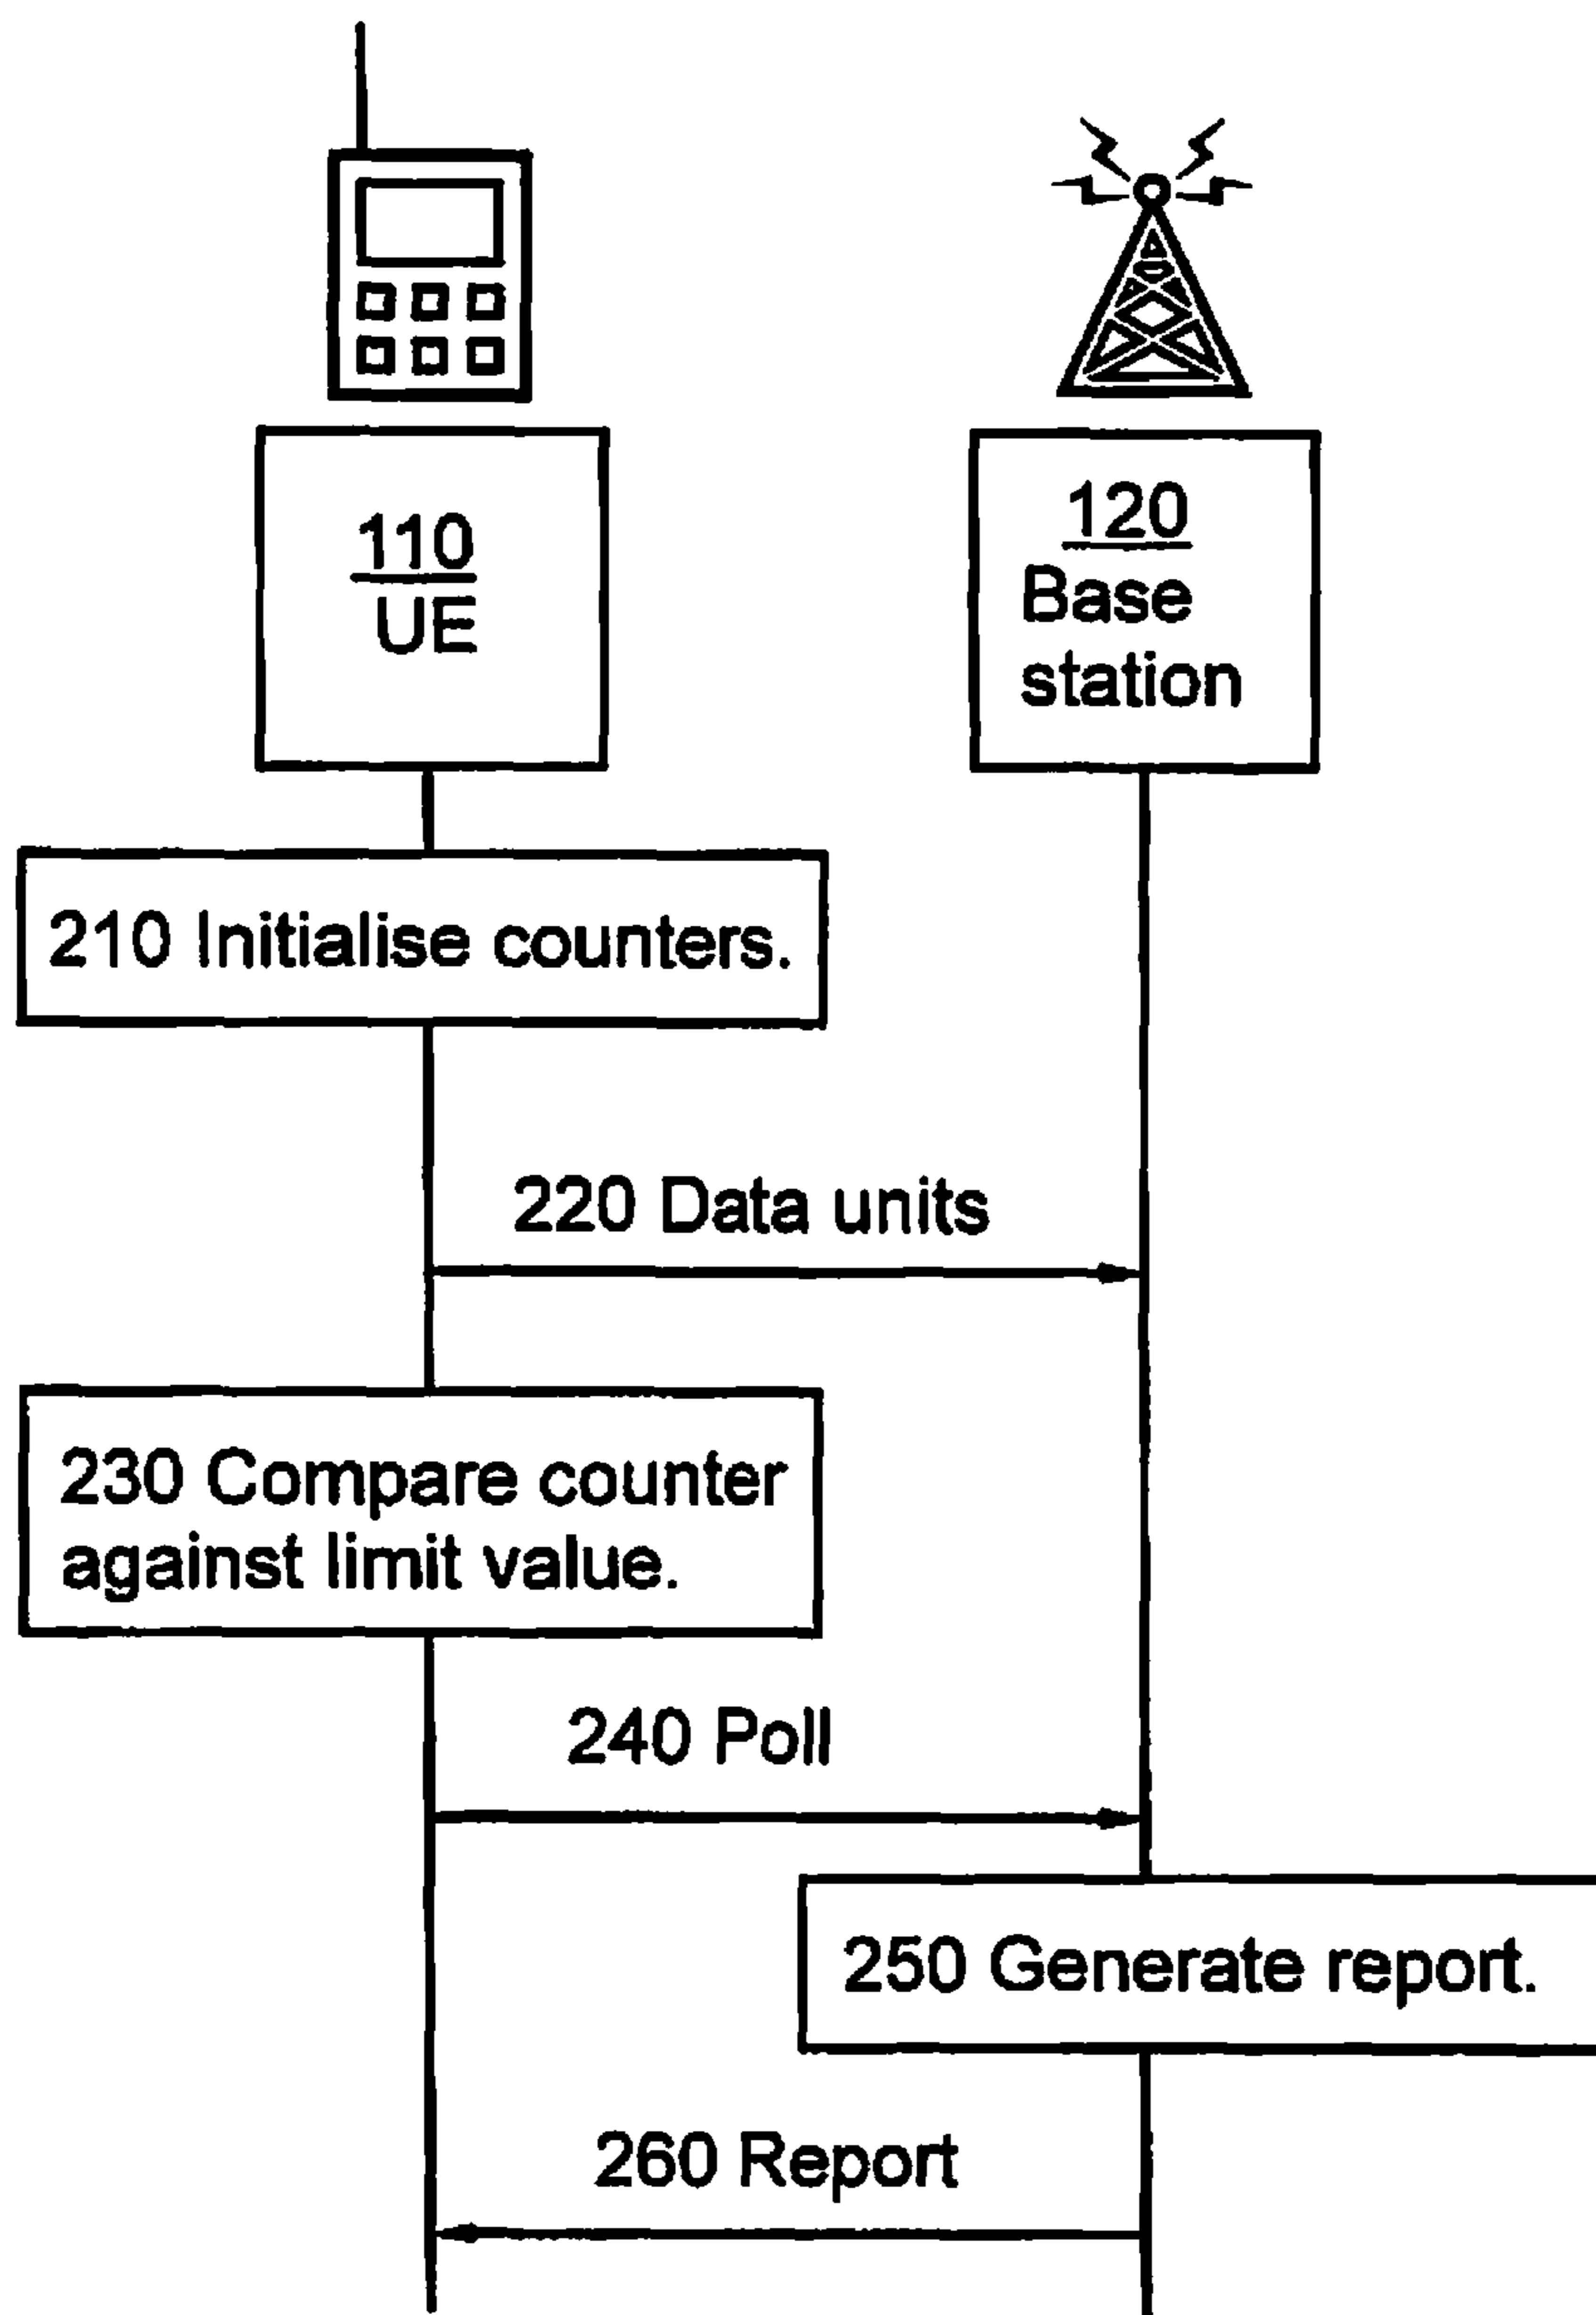 110
UE
120
Base
station
210 Initialise counters.
220 Data units
230 Compare counter
against limit value.
240 Poll
250 Generate report.
260 Report